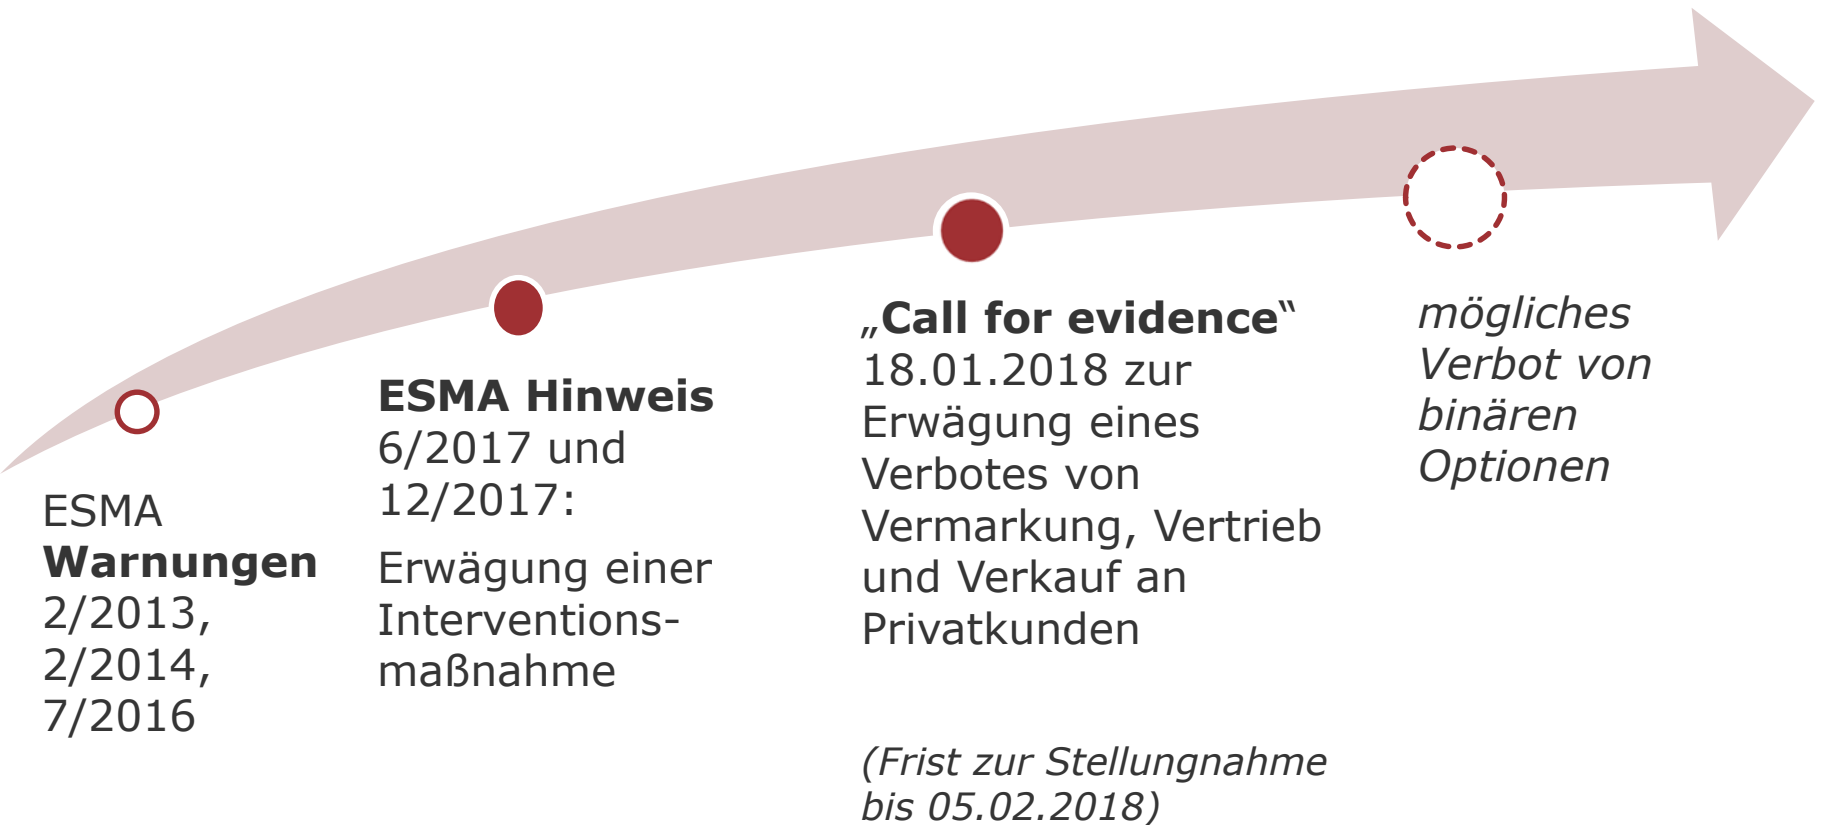 ESMA
Warnungen
2/2013,
2/2014,
7/2016
ESMA Hinweis
6/2017 und
12/2017:
Erwägung einer
Interventions-
maßnahme
„Call for evidence“
18.01.2018 zur
Erwägung eines
Verbotes von
Vermarkung, Vertrieb
und Verkauf an
Privatkunden
(Frist zur Stellungnahme
bis 05.02.2018)
mögliches
Verbot von
binären
Optionen